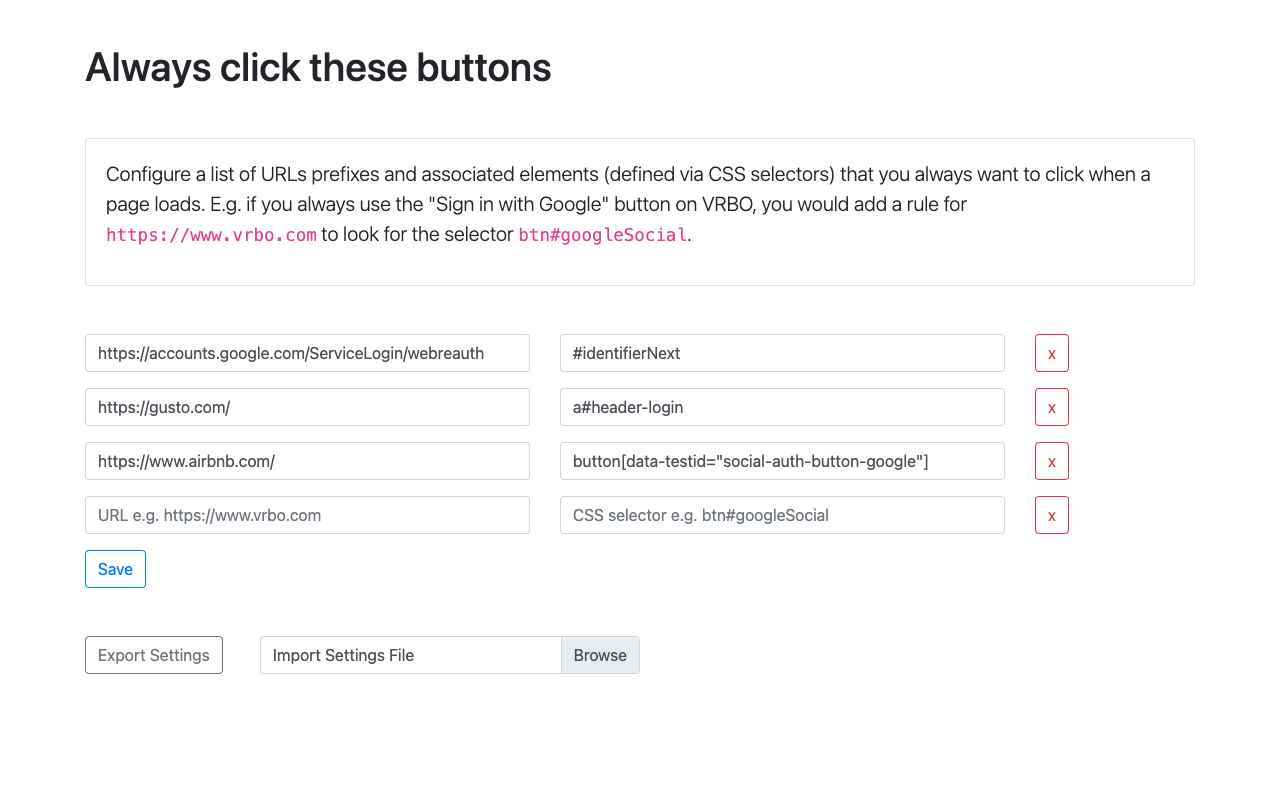 Always click these buttons
Configure a list of URLs prefixes and associated elements (defined via CSS selectors) that you always want to click when a
page loads. E.g. if you always use the "Sign in with Google" button on VRBO, you would add a rule for
https://www.vrbo.com to look for the selector btn#googleSocial.
https://accounts.google.com/ServiceLogin/webreauth #identifierNext x
https://gusto.com/ a#header-login x
https://www.airbnb.com/ button[data-testid="social-auth-button-google"] x
URL e.g. https://www.vrbo.com CSS selector e.g. btn#googleSocial x
Save
Export Settings Import Settings File Browse